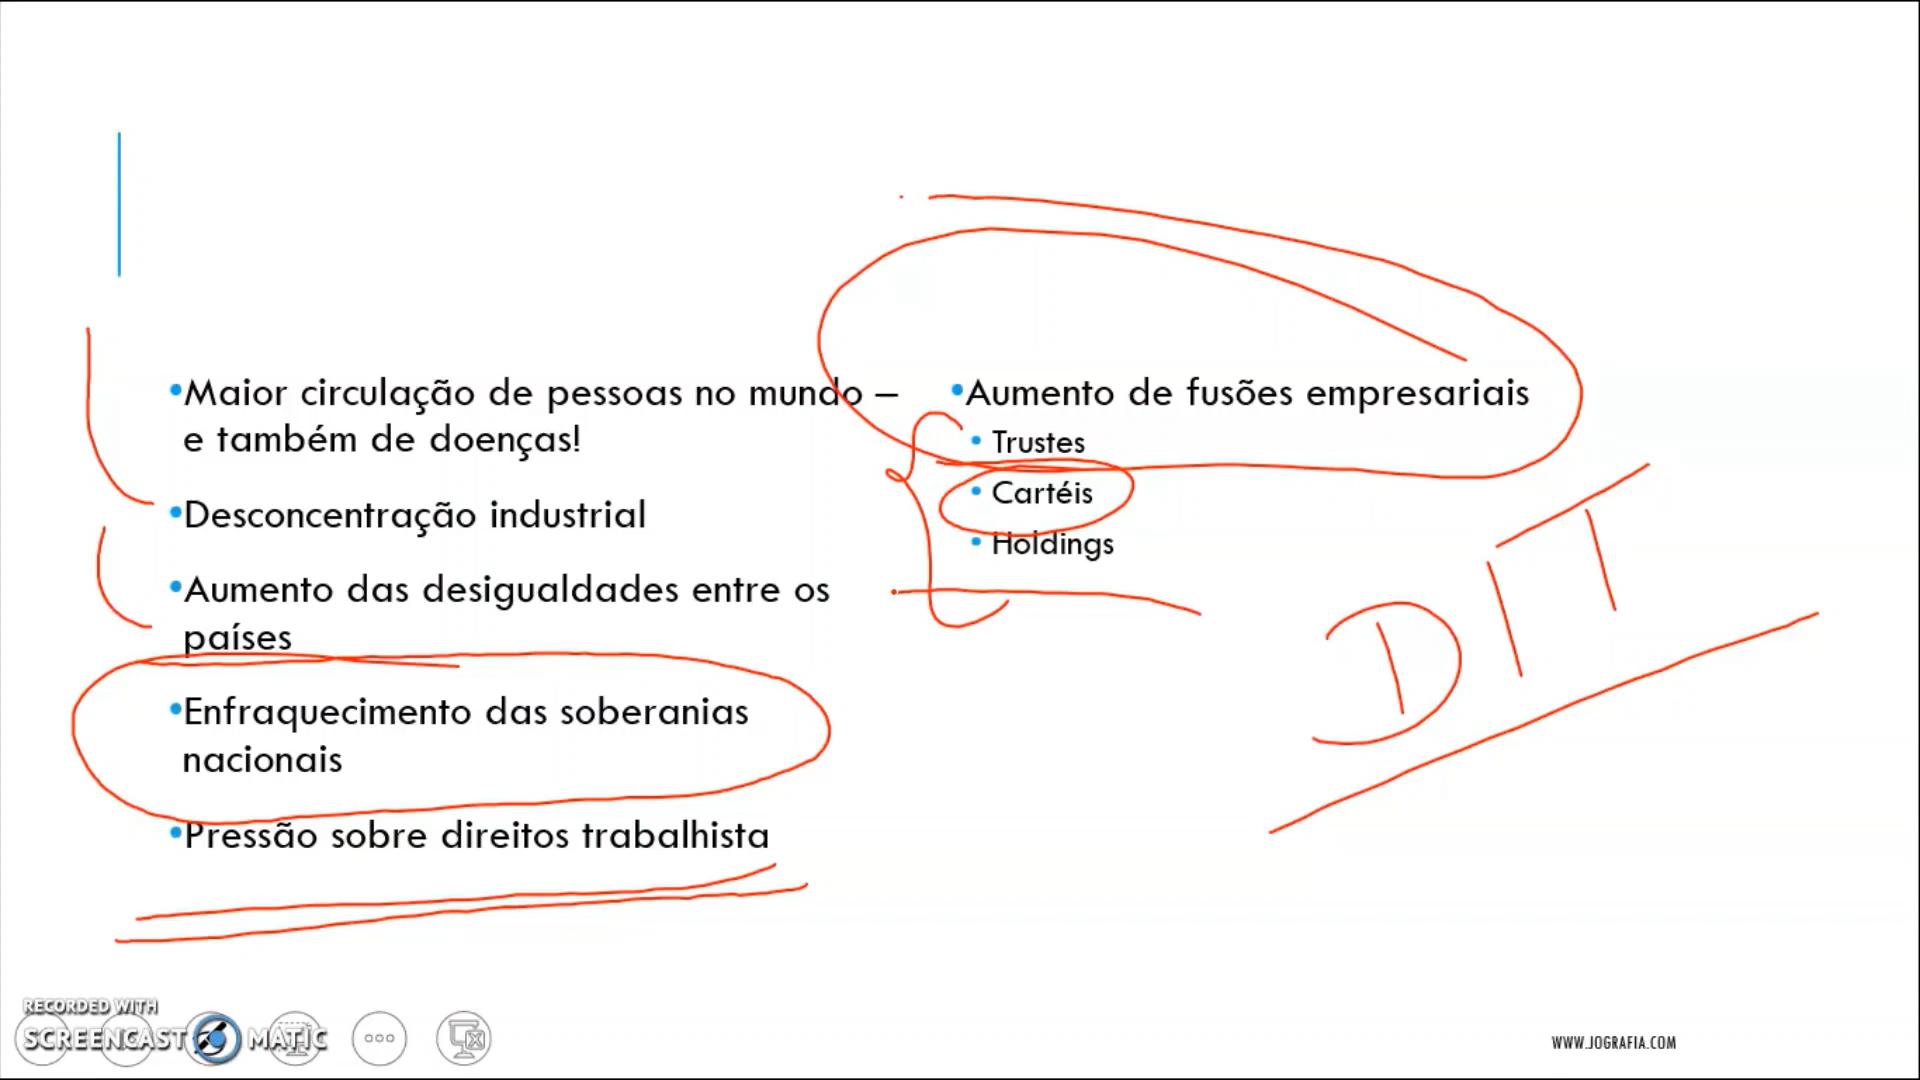 •Maior circulação de pessoas no mundo –
e também de doenças!
•Desconcentração industrial
•Aumento das desigualdades entre os
países
•Enfraquecimento das soberanias
nacionais
•Pressão sobre direitos trabalhista
•Aumento de fusões empresariais
• Trustes
• Cartéis
• Holdings
DIT
RECORDED WITH
SCREENCAST MATIC
WWW.JOGRAFIA.COM